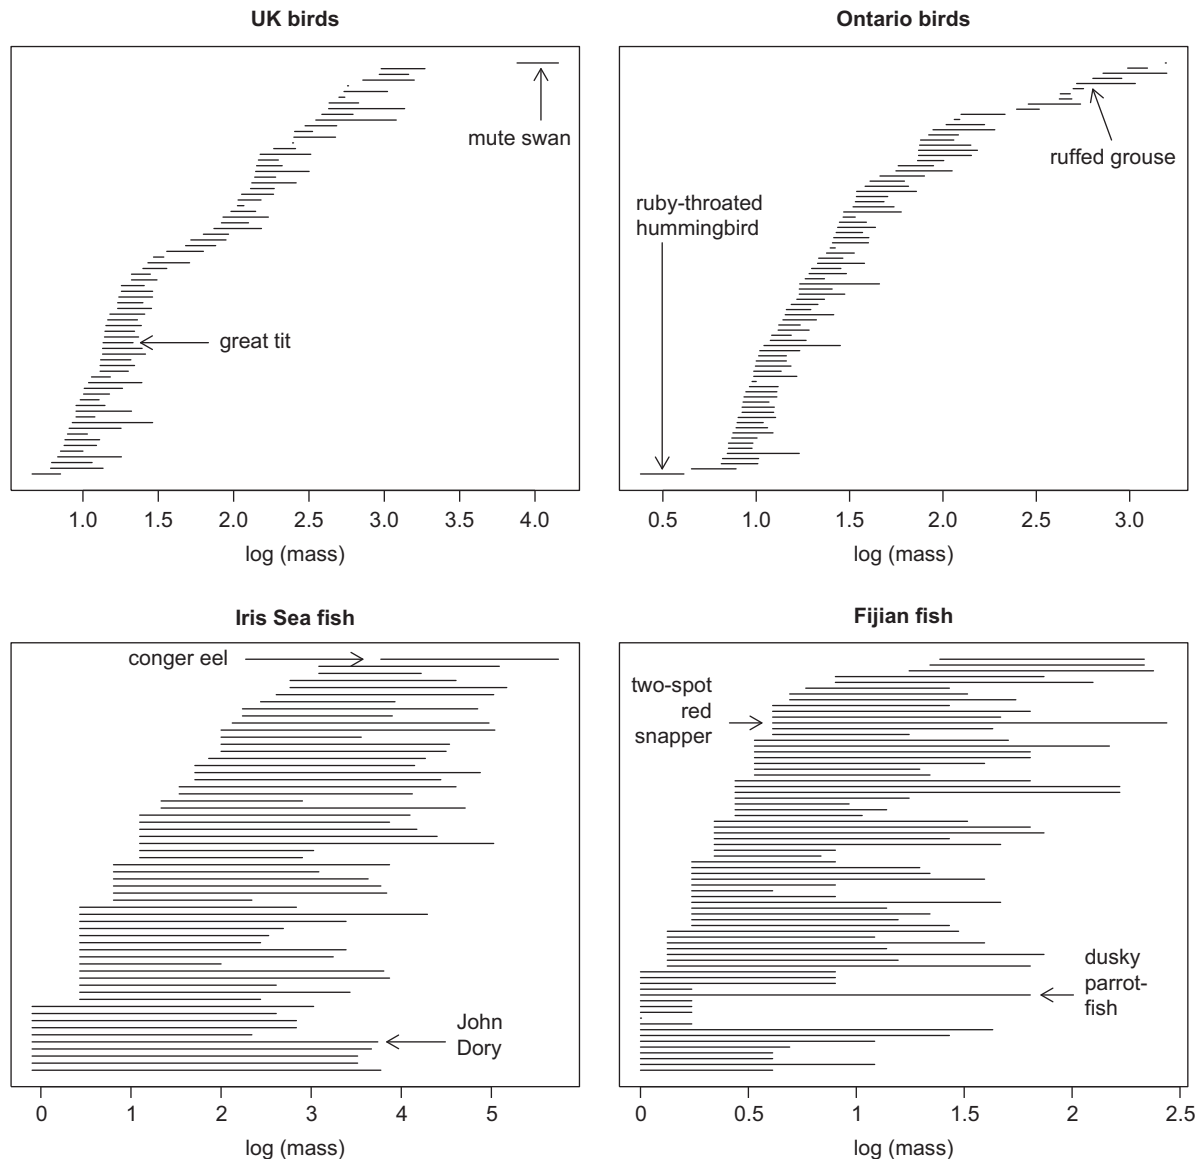 UK birds
mute swan
great tit
1.0 1.5 2.0 2.5 3.0 3.5 4.0
log (mass)
Ontario birds
ruffed grouse
ruby-throated
hummingbird
0.5 1.0 1.5 2.0 2.5 3.0
log (mass)
Iris Sea fish
conger eel
John
Dory
0 1 2 3 4 5
log (mass)
Fijian fish
two-spot
red
snapper
dusky
parrot-
fish
0 0.5 1 1.5 2 2.5
log (mass)